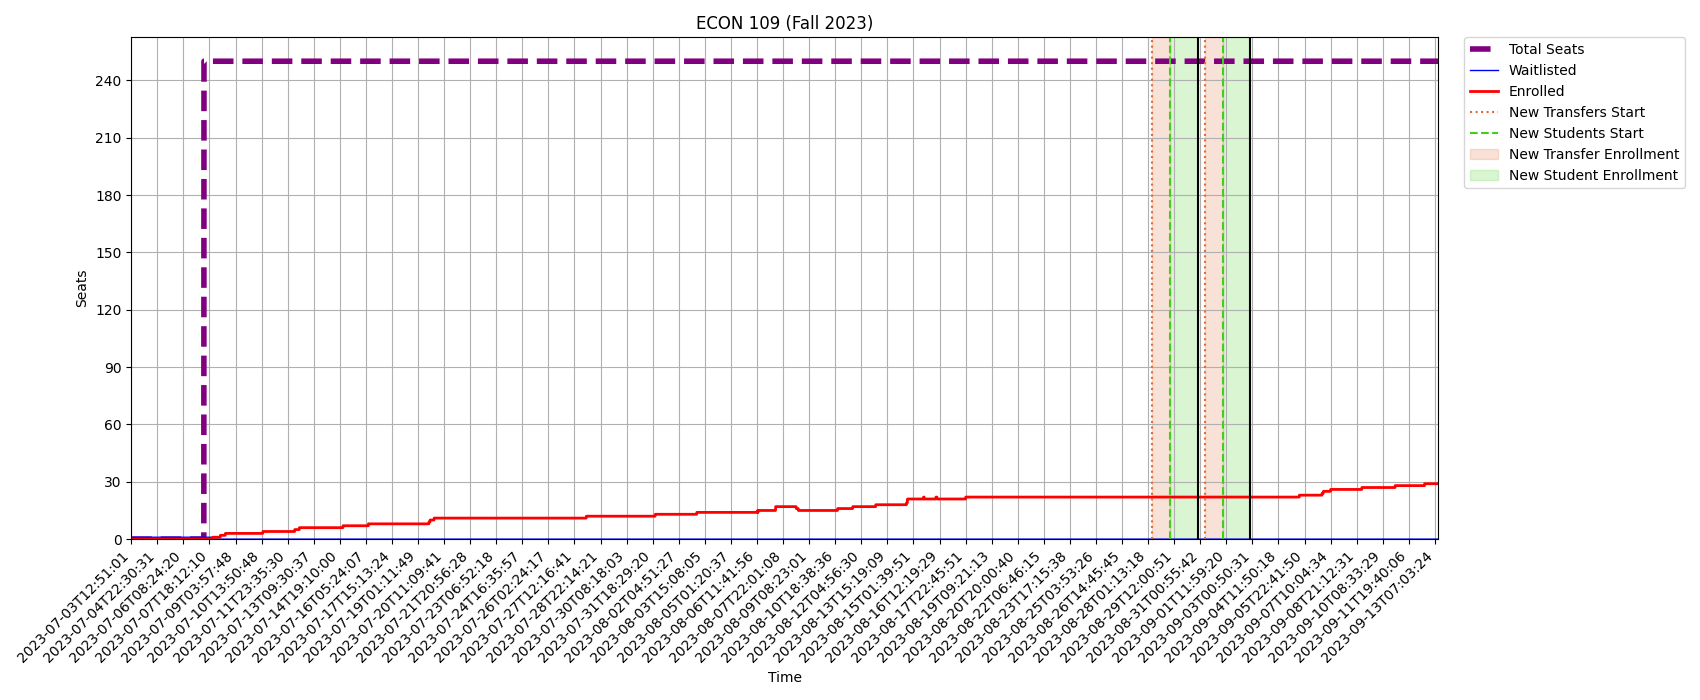 ECON 109 (Fall 2023)
Total Seats
Waitlisted
Enrolled
New Transfers Start
New Students Start
New Transfer Enrollment
New Student Enrollment
Seats
240
210
180
150
120
90
60
30
0
2023-07-03T12:51:01
2023-07-04T22:30:31
2023-07-06T08:24:20
2023-07-07T18:12:10
2023-07-09T03:57:48
2023-07-10T13:50:48
2023-07-11T23:35:30
2023-07-13T09:30:37
2023-07-14T19:10:00
2023-07-16T05:24:07
2023-07-17T15:13:24
2023-07-19T01:11:49
2023-07-20T11:09:41
2023-07-21T20:56:28
2023-07-23T06:52:18
2023-07-24T16:35:57
2023-07-26T02:24:17
2023-07-27T12:16:41
2023-07-28T22:14:21
2023-07-30T08:18:03
2023-07-31T18:29:20
2023-08-02T04:51:27
2023-08-03T15:08:05
2023-08-05T01:20:37
2023-08-06T11:41:56
2023-08-07T22:01:08
2023-08-09T08:23:01
2023-08-10T18:38:36
2023-08-12T04:56:30
2023-08-13T15:19:09
2023-08-15T01:39:51
2023-08-16T12:19:29
2023-08-17T22:45:51
2023-08-19T09:21:13
2023-08-20T20:00:40
2023-08-22T06:46:15
2023-08-23T17:15:38
2023-08-25T03:53:26
2023-08-26T14:45:45
2023-08-28T01:13:18
2023-08-29T12:00:51
2023-08-31T00:55:42
2023-09-01T11:59:20
2023-09-03T00:50:31
2023-09-04T11:50:18
2023-09-05T22:41:50
2023-09-07T10:04:34
2023-09-08T21:12:31
2023-09-10T08:33:29
2023-09-11T19:40:06
2023-09-13T07:03:24
Time